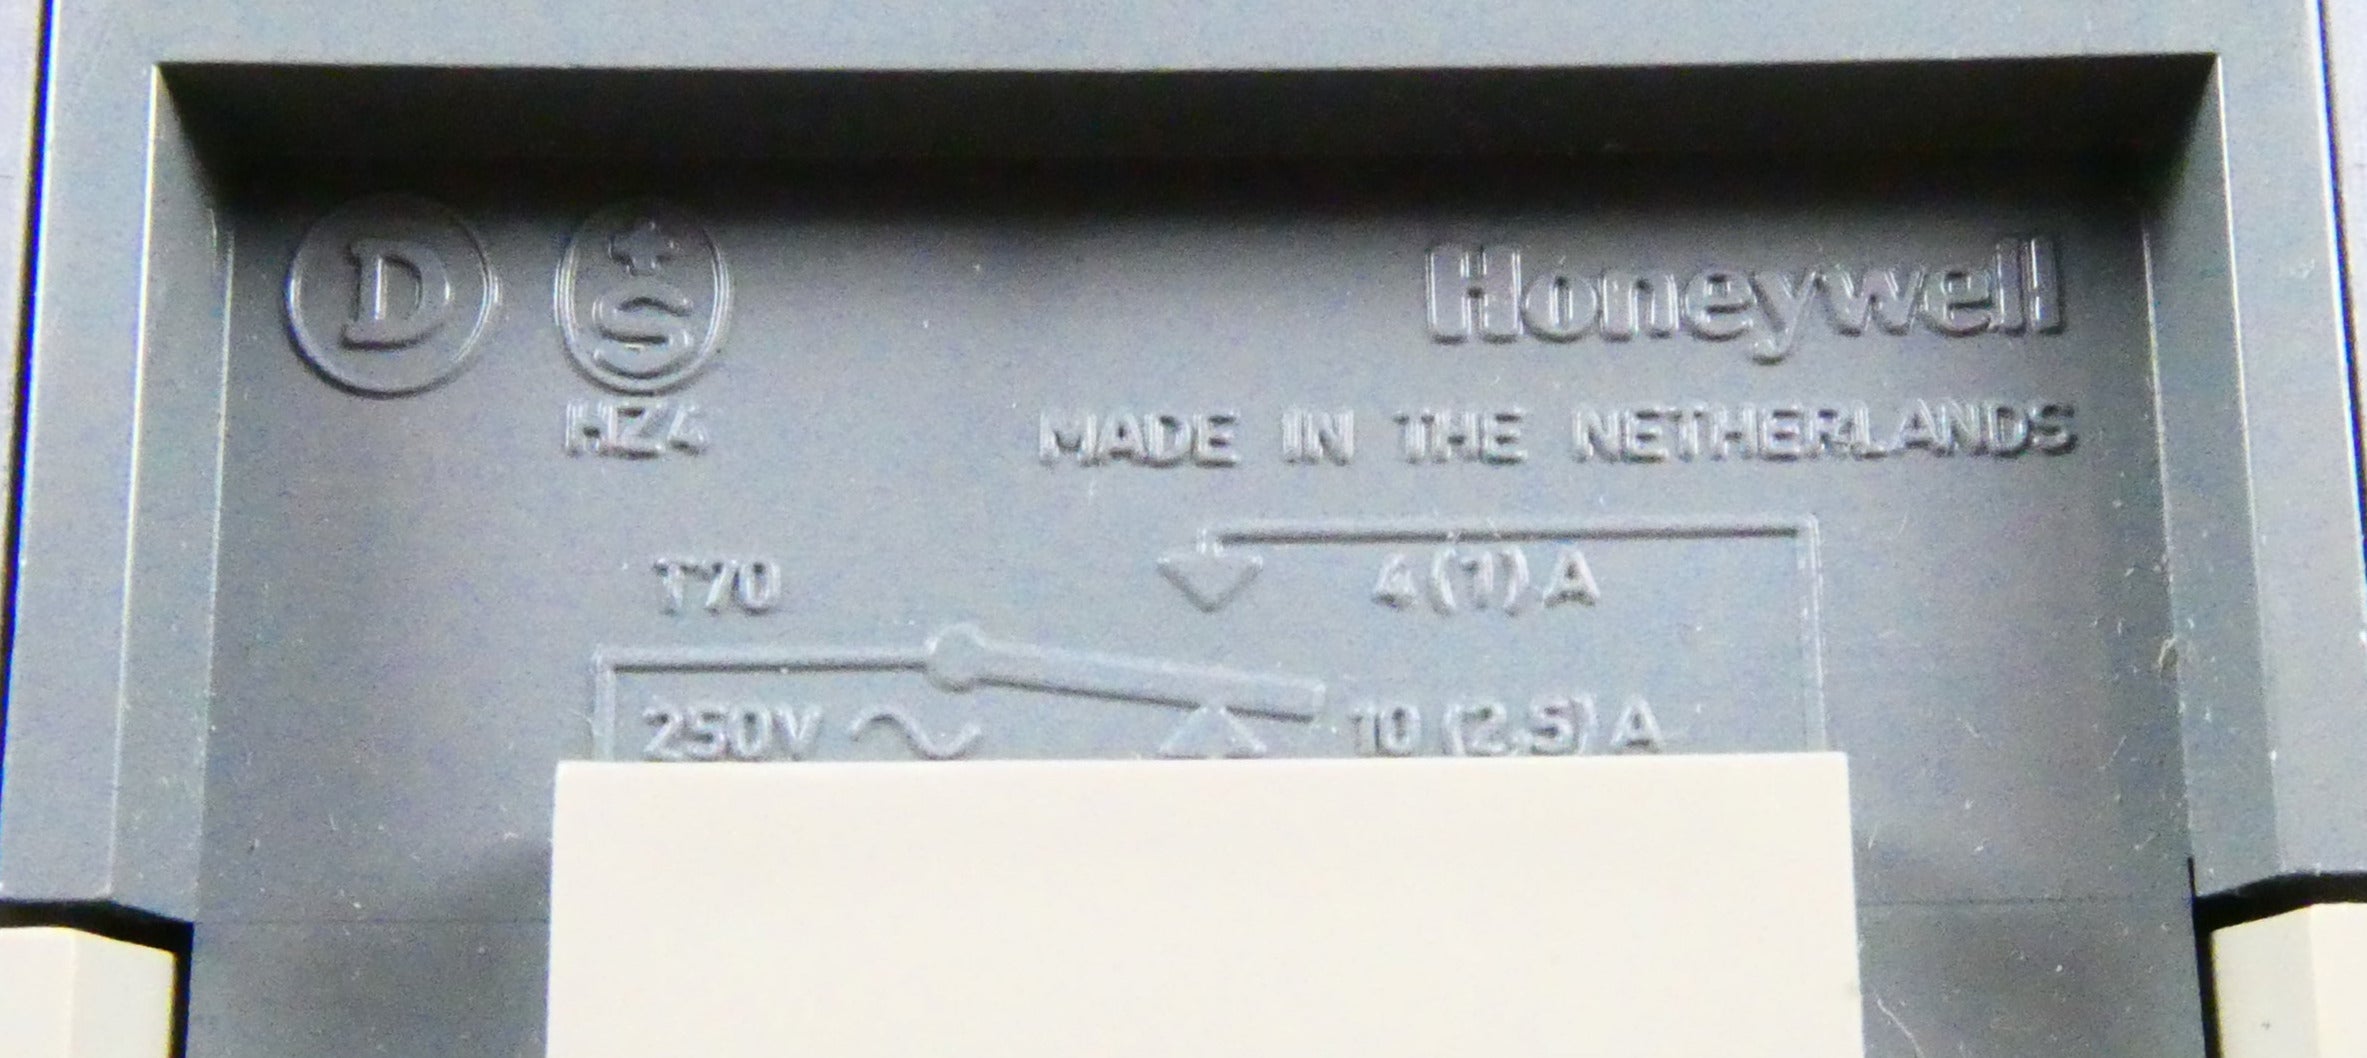 D +S Honeywell
HZ4 MADE IN THE NETHERLANDS
T70 4(1)A
250V ~ 10 (2,5) A